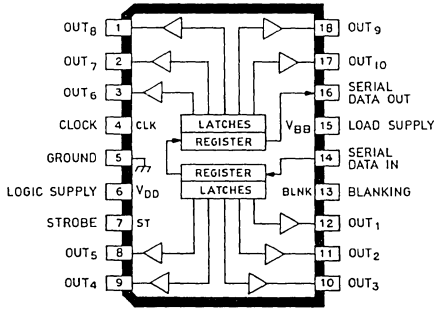 OUT8 1 18 OUT9
OUT7 2 17 OUT10
OUT6 3 16 SERIAL DATA OUT
CLOCK 4 CLK LATCHES VBB 15 LOAD SUPPLY
REGISTER
GROUND 5 14 SERIAL DATA IN
REGISTER
LOGIC SUPPLY 6 VDD LATCHES BLNK 13 BLANKING
STROBE 7 ST 12 OUT1
OUT5 8 11 OUT2
OUT4 9 10 OUT3